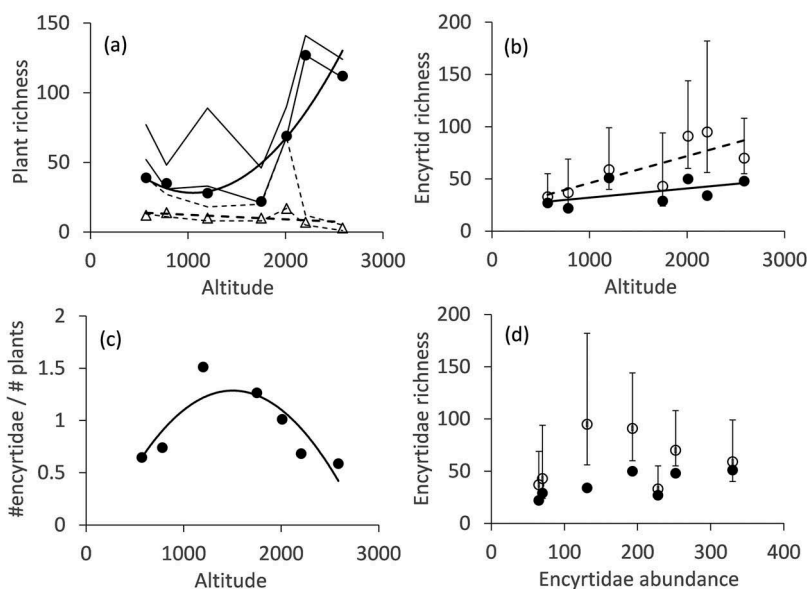 (a)
Plant richness
150
100
50
0
0 1000 2000 3000
Altitude
(b)
Encyrtid richness
200
150
100
50
0
0 1000 2000 3000
Altitude
(c)
#encyrtidae / # plants
2
1.5
1
0.5
0
0 1000 2000 3000
Altitude
(d)
Encyrtidae richness
200
150
100
50
0
0 100 200 300 400
Encyrtidae abundance